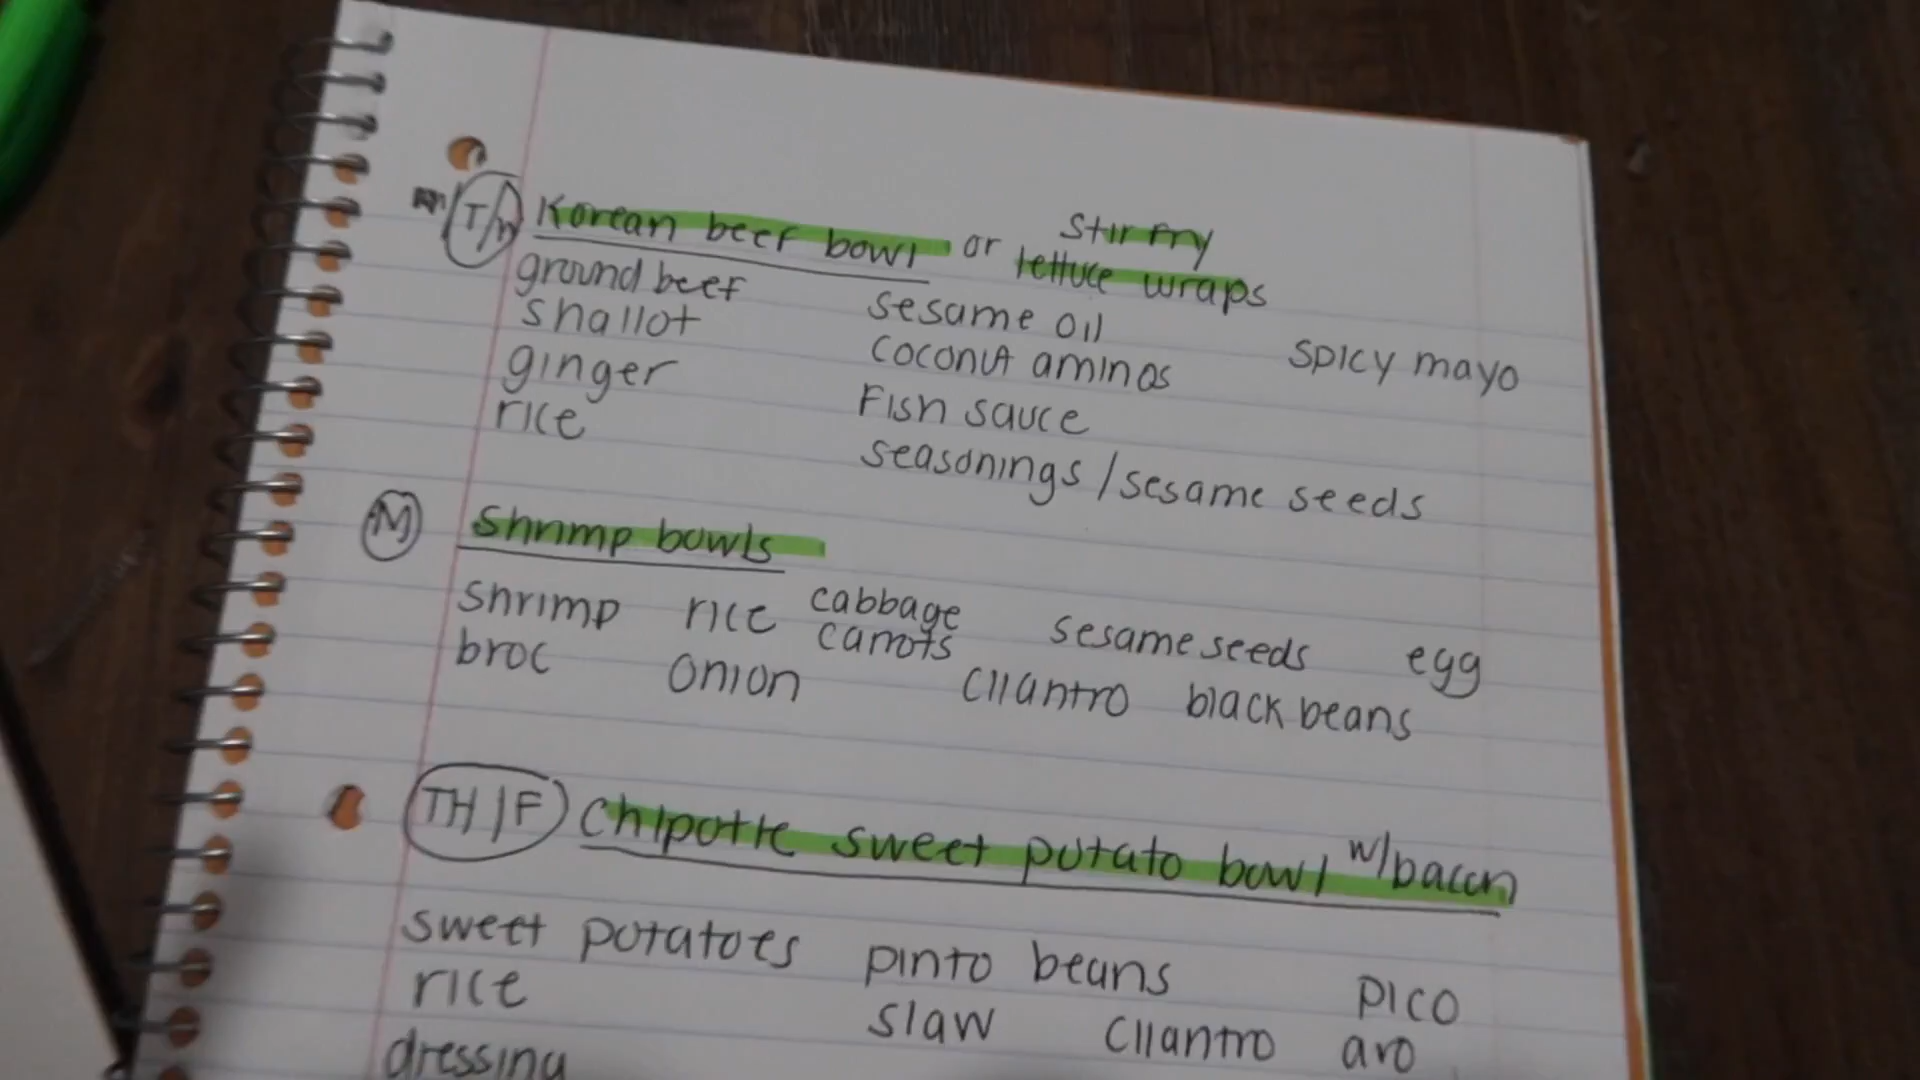 Korean beef bowl or stir fry
lettuce wraps
ground beef sesame oil
shallot coconut aminos spicy mayo
ginger Fish sauce
rice seasonings / sesame seeds
M Shrimp bowls
shrimp rice cabbage sesame seeds egg
carrots
broc onion cilantro black beans
TH/F Chipotle sweet potato bowl w/bacon
sweet potatoes pinto beans pico
rice slaw cilantro avo
dressing